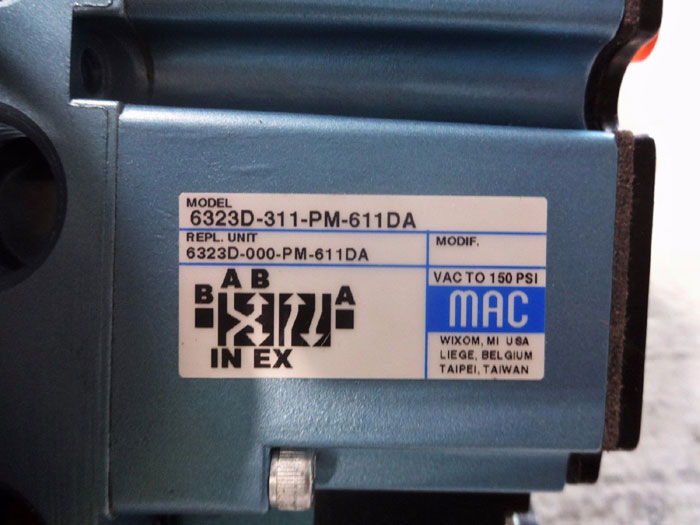 MODEL
6323D-311-PM-611DA
REPL. UNIT
6323D-000-PM-611DA
MODIF.
VAC TO 150 PSI
MAC
WIXOM, MI USA
LIEGE, BELGIUM
TAIPEI, TAIWAN
A B
B A
IN EX